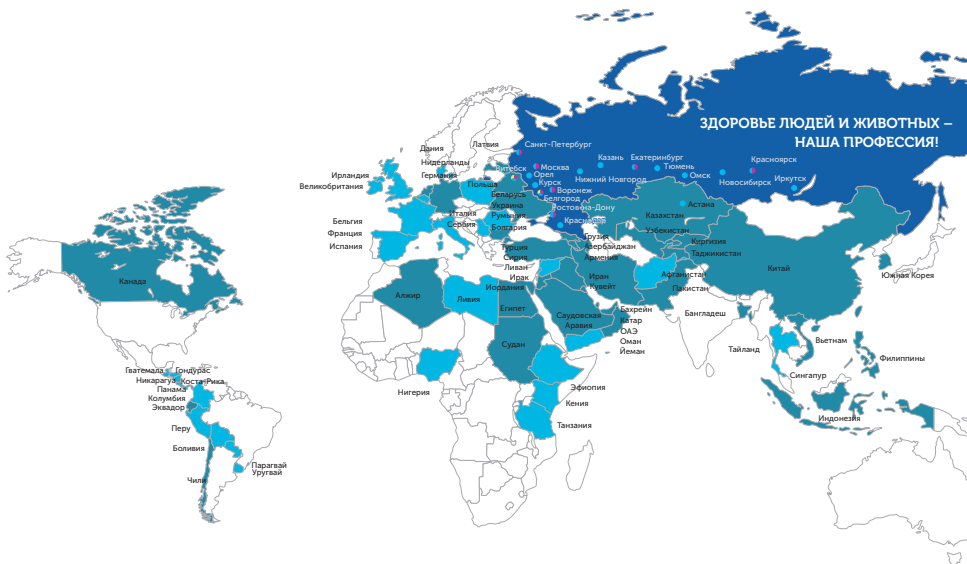 ЗДОРОВЬЕ ЛЮДЕЙ И ЖИВОТНЫХ –
НАША ПРОФЕССИЯ!
Санкт-Петербург
Латвия
Дания
Нидерланды
Германия
Ирландия
Великобритания
Польша
Витебск
Москва
Орел
Курск
Воронеж
Белгород
Ростов-на-Дону
Краснодар
Казань
Нижний Новгород
Екатеринбург
Тюмень
Омск
Новосибирск
Красноярск
Иркутск
Астана
Беларусь
Украина
Румыния
Болгария
Италия
Сербия
Бельгия
Франция
Испания
Турция
Сирия
Ливан
Ирак
Иордания
Египет
Грузия
Азербайджан
Армения
Казахстан
Узбекистан
Киргизия
Таджикистан
Афганистан
Пакистан
Иран
Кувейт
Саудовская
Аравия
Бахрейн
Катар
ОАЭ
Оман
Йемен
Китай
Южная Корея
Бангладеш
Тайланд
Вьетнам
Филиппины
Сингапур
Индонезия
Алжир
Ливия
Судан
Нигерия
Эфиопия
Кения
Танзания
Канада
Гватемала
Гондурас
Никарагуа
Коста-Рика
Панама
Колумбия
Эквадор
Перу
Боливия
Чили
Парагвай
Уругвай